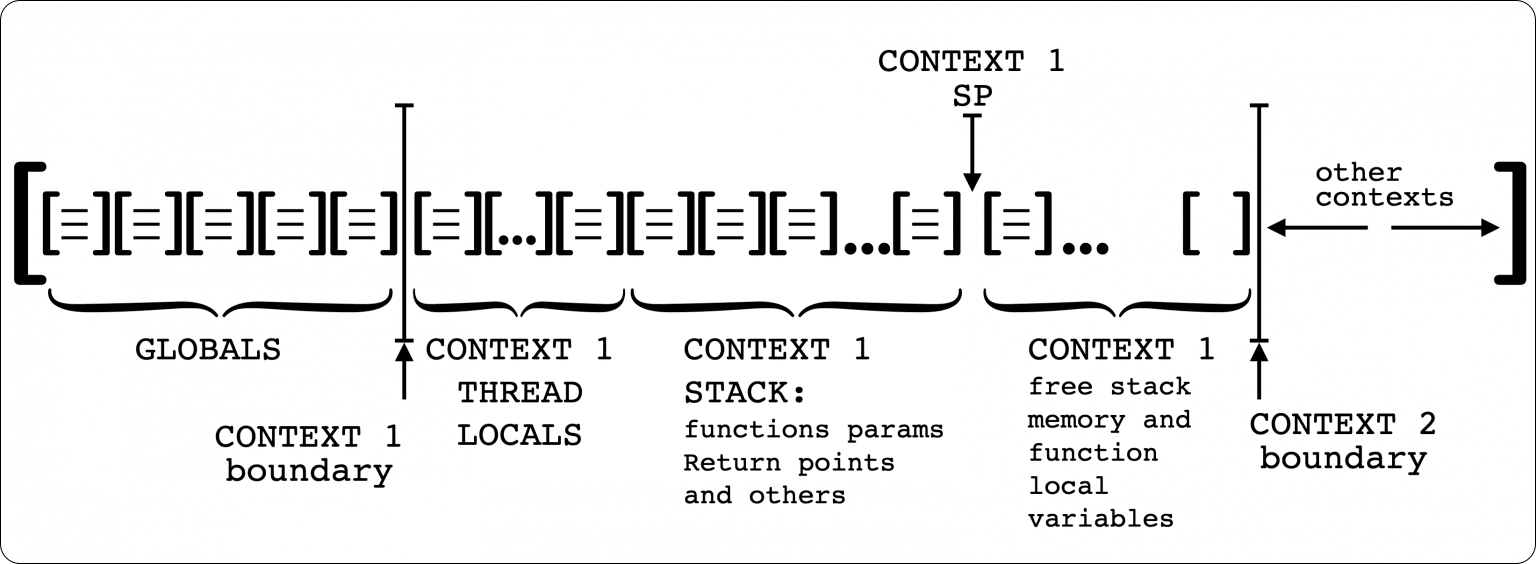 CONTEXT 1
SP
other
contexts
...
...
...
GLOBALS
CONTEXT 1
boundary
CONTEXT 1
THREAD
LOCALS
CONTEXT 1
STACK:
functions params
Return points
and others
CONTEXT 1
free stack
memory and
function
local
variables
CONTEXT 2
boundary